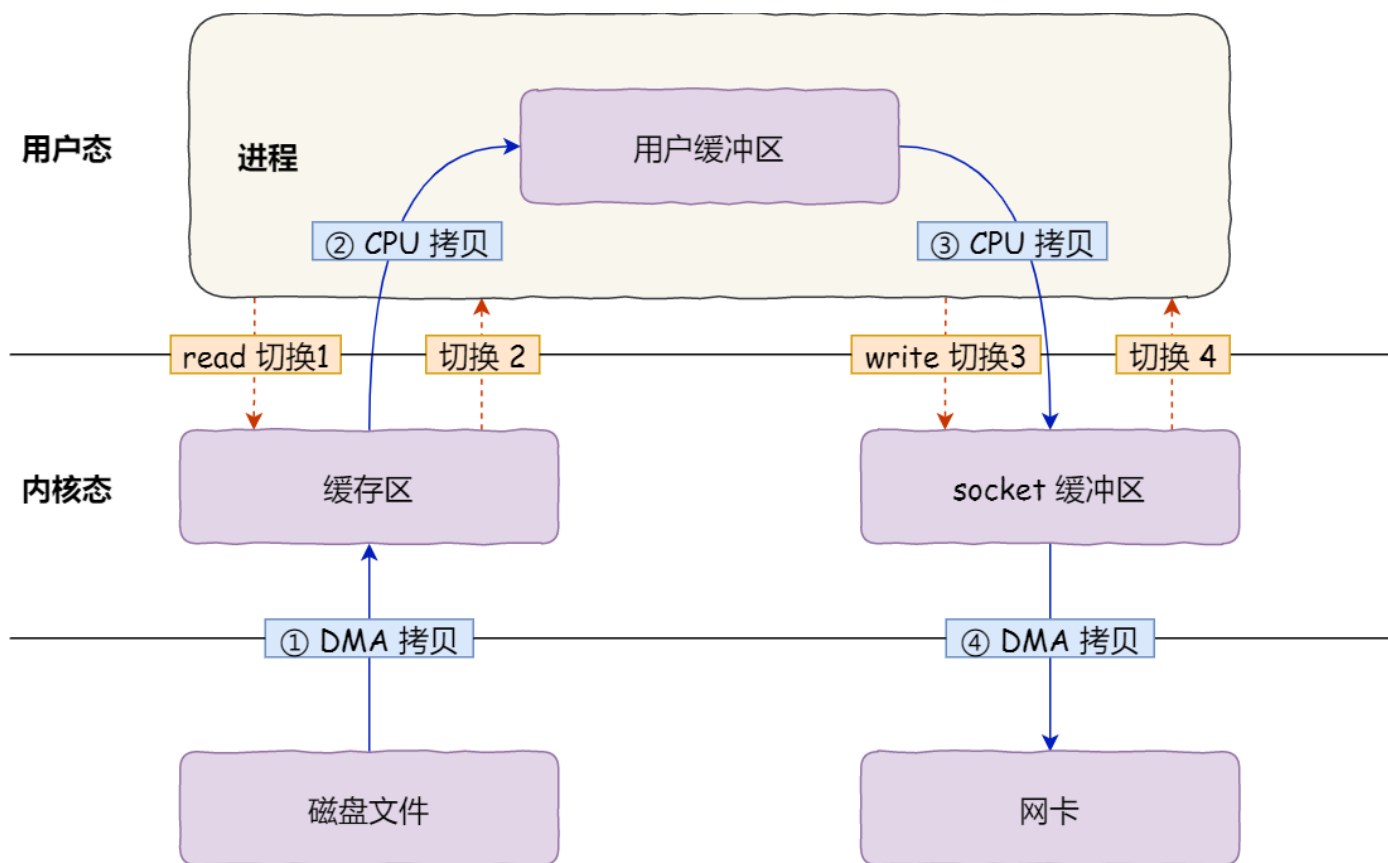 用户态
进程
用户缓冲区
② CPU 拷贝
③ CPU 拷贝
read 切换1
切换 2
write 切换3
切换 4
内核态
缓存区
socket 缓冲区
① DMA 拷贝
④ DMA 拷贝
磁盘文件
网卡